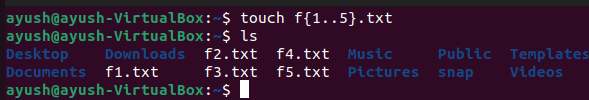 ayush@ayush-VirtualBox:~$ touch f{1..5}.txt
ayush@ayush-VirtualBox:~$ ls
Desktop Downloads f2.txt f4.txt Music Public Templates
Documents f1.txt f3.txt f5.txt Pictures snap Videos
ayush@ayush-VirtualBox:~$